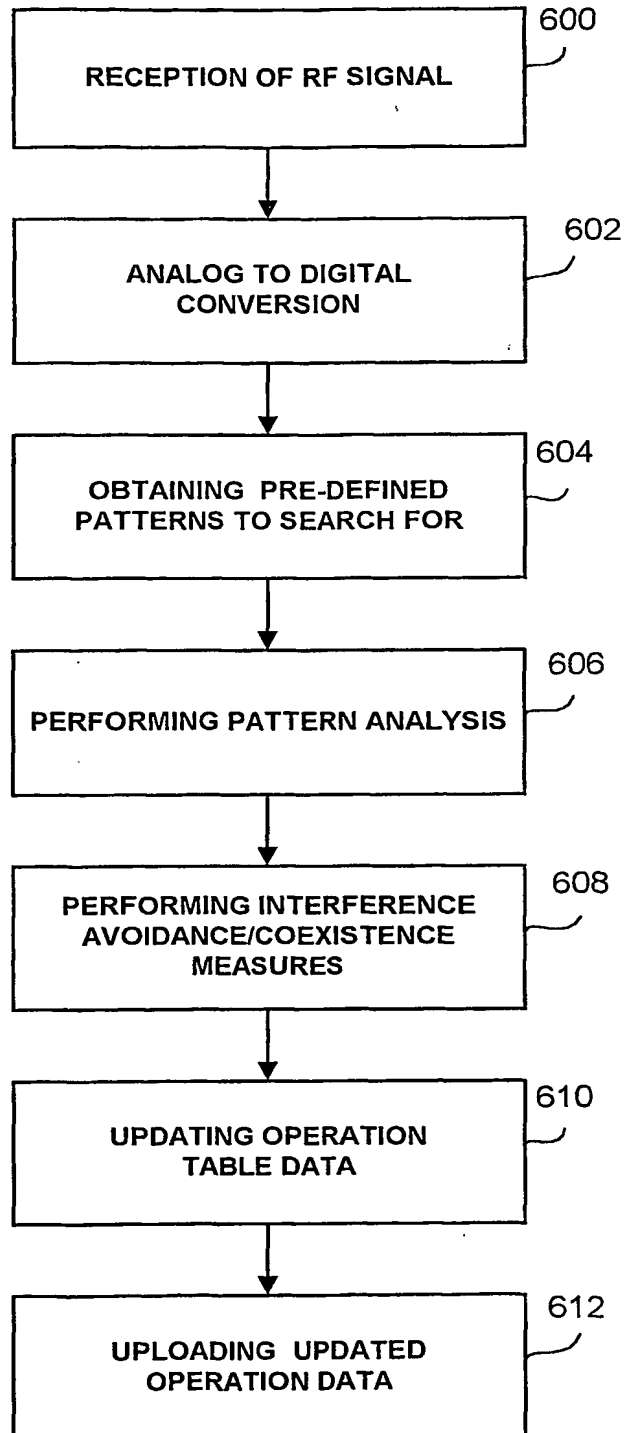 600
RECEPTION OF RF SIGNAL
602
ANALOG TO DIGITAL
CONVERSION
604
OBTAINING PRE-DEFINED
PATTERNS TO SEARCH FOR
606
PERFORMING PATTERN ANALYSIS
608
PERFORMING INTERFERENCE
AVOIDANCE/COEXISTENCE
MEASURES
610
UPDATING OPERATION
TABLE DATA
612
UPLOADING UPDATED
OPERATION DATA